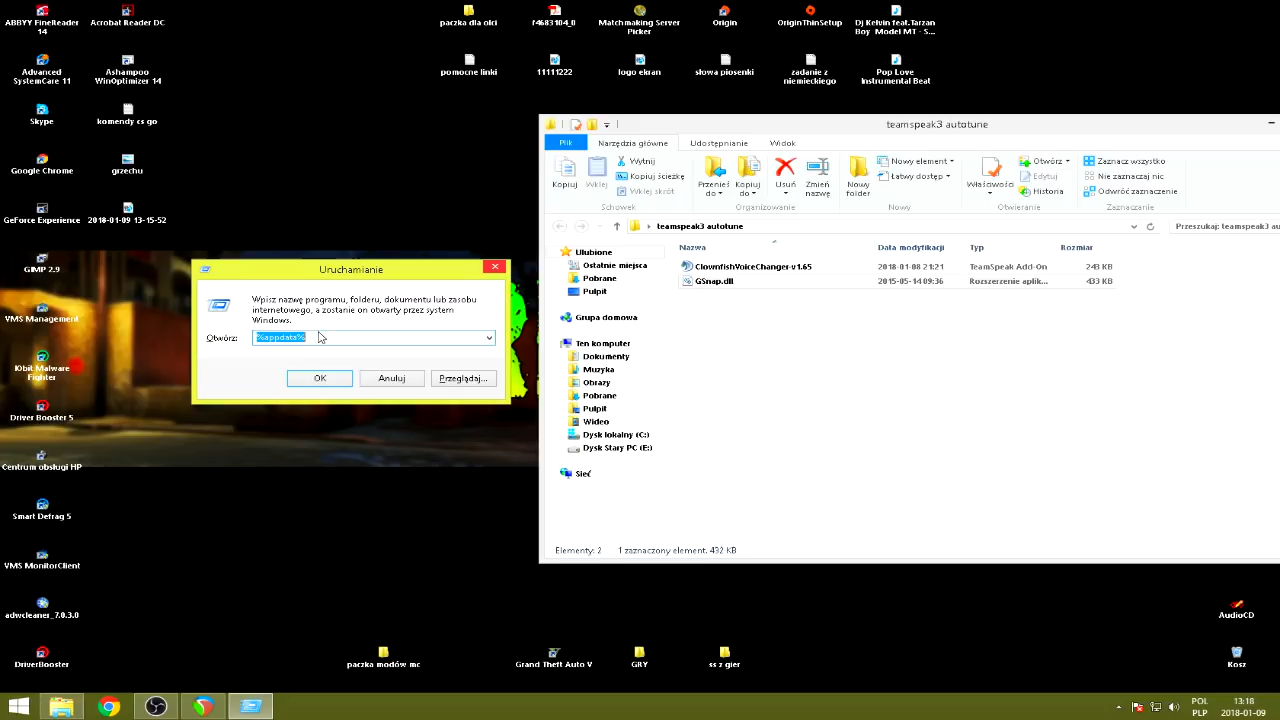 ABBYY FineReader
14
Acrobat Reader DC
paczka dla olci
f4683104_0
Matchmaking Server
Picker
Origin
OriginThinSetup
Dj Kelvin feat.Tarzan
Boy Model MT - S...
Advanced
SystemCare 11
Ashampoo
WinOptimizer 14
pomocne linki
11111222
logo ekran
słowa piosenki
zadanie z
niemieckiego
Pop Love
Instrumental Beat
Skype
komendy cs go
Google Chrome
grzechu
GeForce Experience
2018-01-09 13-15-52
GIMP 2.9
VMS Management
IObit Malware
Fighter
Driver Booster 5
Centrum obsługi HP
Smart Defrag 5
VMS MonitorClient
adwcleaner_7.0.3.0
DriverBooster
paczka modów mc
Grand Theft Auto V
GRY
ss z gier
AudioCD
Kosz
Uruchamianie
Wpisz nazwę programu, folderu, dokumentu lub zasobu
internetowego, a zostanie on otwarty przez system
Windows.
Otwórz:
%appdata%
OK
Anuluj
Przeglądaj...
teamspeak3 autotune
Plik
Narzędzia główne
Udostępnianie
Widok
Kopiuj
Wklej
Wytnij
Kopiuj ścieżkę
Wklej skrót
Schowek
Przenieś
do
Kopiuj
do
Usuń
Zmień
nazwę
Organizowanie
Nowy
folder
Nowy element
Łatwy dostęp
Nowy
Właściwości
Otwórz
Edytuj
Historia
Otwieranie
Zaznacz wszystko
Nie zaznaczaj nic
Odwróć zaznaczenie
Zaznaczanie
teamspeak3 autotune
Przeszukaj: teamspeak3 au
Nazwa
Data modyfikacji
Typ
Rozmiar
ClownfishVoiceChanger-v1.65
2018-01-08 21:21
TeamSpeak Add-On
243 KB
GSnap.dll
2015-05-14 09:36
Rozszerzenie aplik...
433 KB
Ulubione
Ostatnie miejsca
Pobrane
Pulpit
Grupa domowa
Ten komputer
Dokumenty
Muzyka
Obrazy
Pobrane
Pulpit
Wideo
Dysk lokalny (C:)
Dysk Stary PC (E:)
Sieć
Elementy: 2
1 zaznaczony element. 432 KB
POL
PLP
13:18
2018-01-09